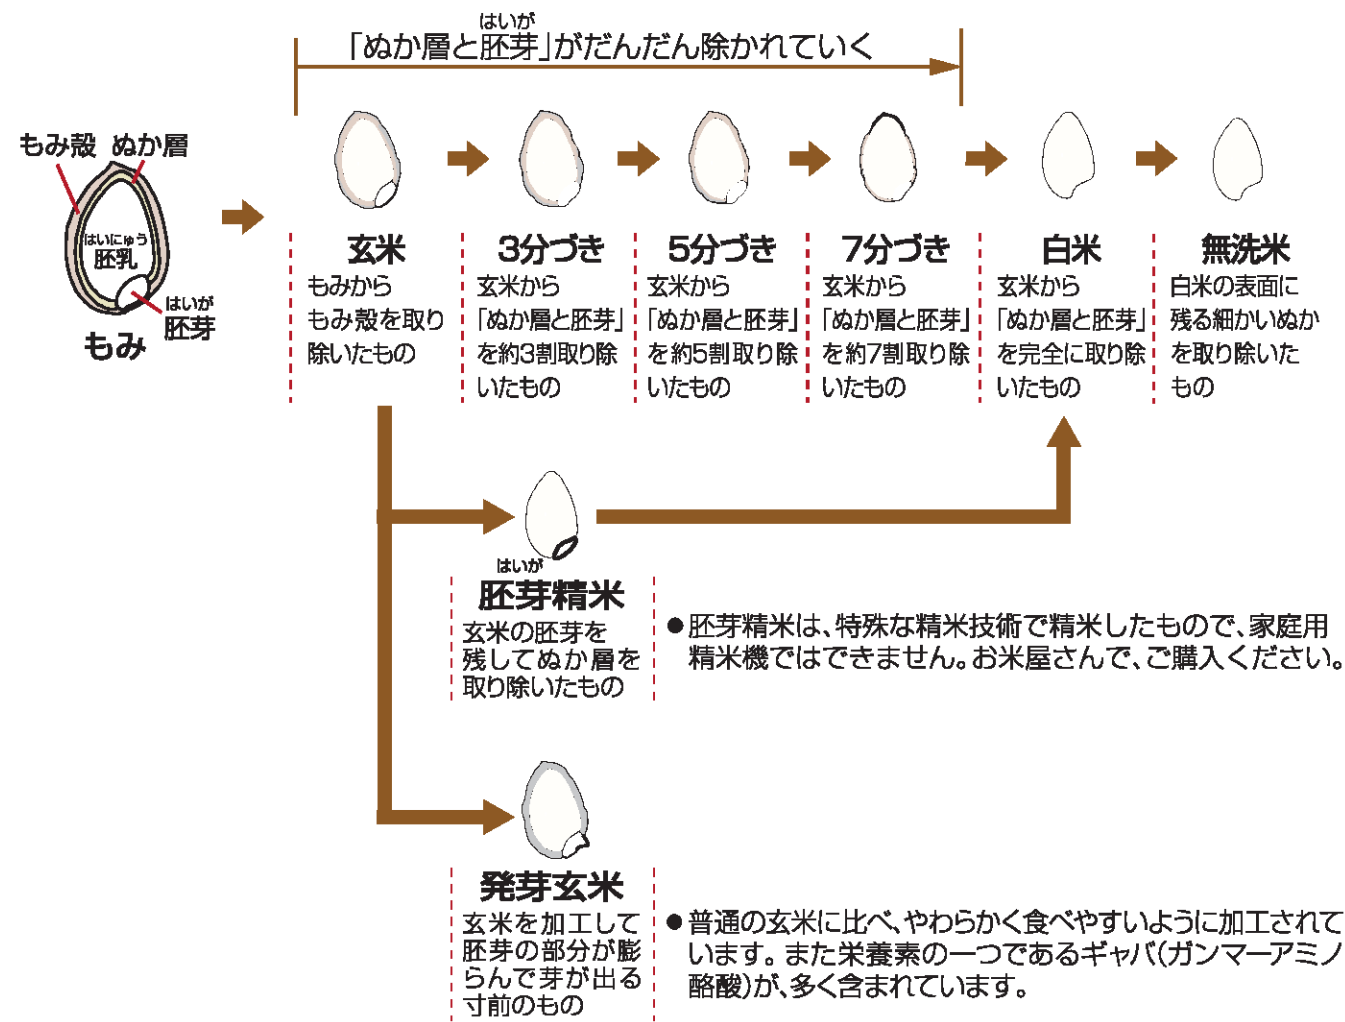 はいが
「ぬか層と胚芽」がだんだん除かれていく
もみ殻 ぬか層
はいにゅう
胚乳
はいが
胚芽
もみ
玄米
もみから
もみ殻を取り
除いたもの
3分づき
玄米から
「ぬか層と胚芽」
を約3割取り除
いたもの
5分づき
玄米から
「ぬか層と胚芽」
を約5割取り除
いたもの
7分づき
玄米から
「ぬか層と胚芽」
を約7割取り除
いたもの
白米
玄米から
「ぬか層と胚芽」
を完全に取り除
いたもの
無洗米
白米の表面に
残る細かいぬか
を取り除いた
もの
はいが
胚芽精米
玄米の胚芽を
残してぬか層を
取り除いたもの
●胚芽精米は、特殊な精米技術で精米したもので、家庭用
精米機ではできません。お米屋さんで、ご購入ください。
発芽玄米
玄米を加工して
胚芽の部分が膨
らんで芽が出る
寸前のもの
●普通の玄米に比べ、やわらかく食べやすいように加工されて
います。また栄養素の一つであるギャバ(ガンマーアミノ
酪酸)が、多く含まれています。